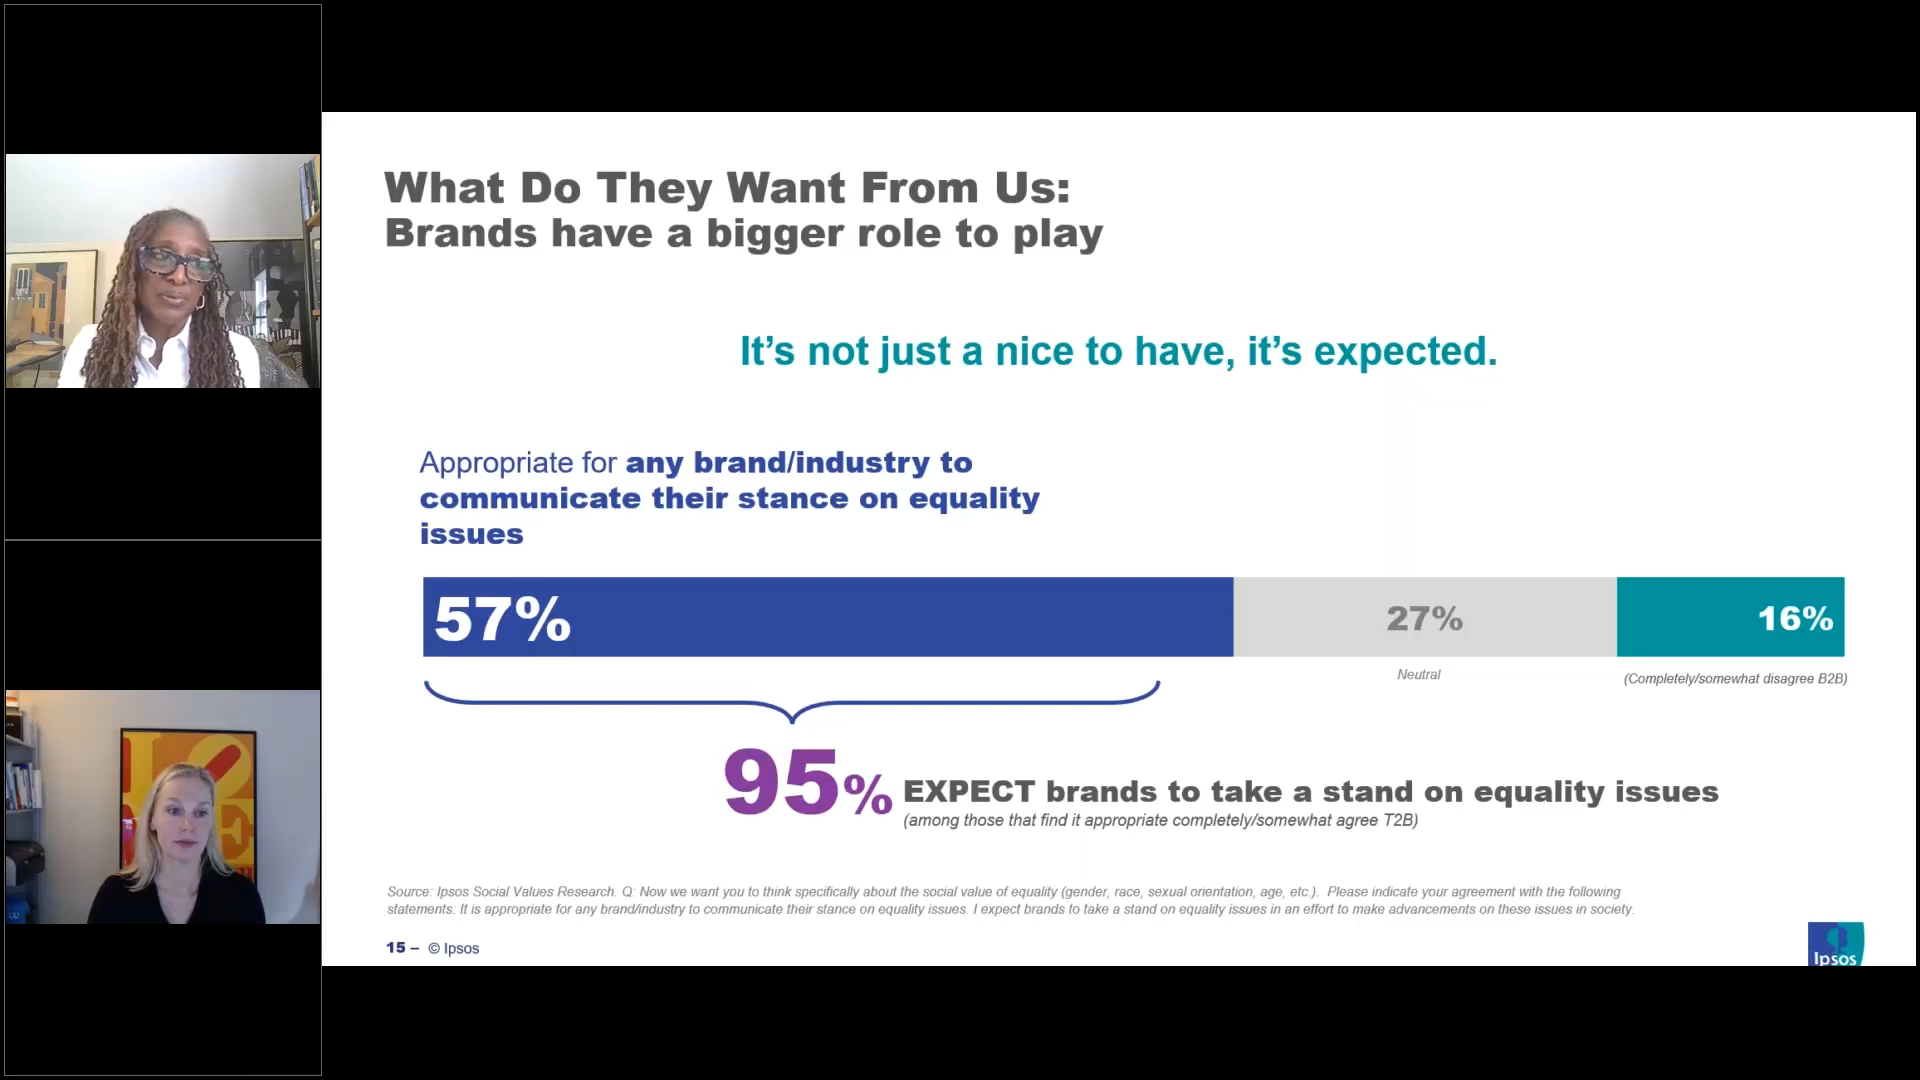 What Do They Want From Us:
Brands have a bigger role to play
It’s not just a nice to have, it’s expected.
Appropriate for any brand/industry to
communicate their stance on equality
issues
57%
27%
16%
Neutral
(Completely/somewhat disagree B2B)
95% EXPECT brands to take a stand on equality issues
(among those that find it appropriate completely/somewhat agree T2B)
Source: Ipsos Social Values Research. Q: Now we want you to think specifically about the social value of equality (gender, race, sexual orientation, age, etc.). Please indicate your agreement with the following
statements: It is appropriate for any brand/industry to communicate their stance on equality issues. I expect brands to take a stand on equality issues in an effort to make advancements on these issues in society.
15 – © Ipsos
Ipsos